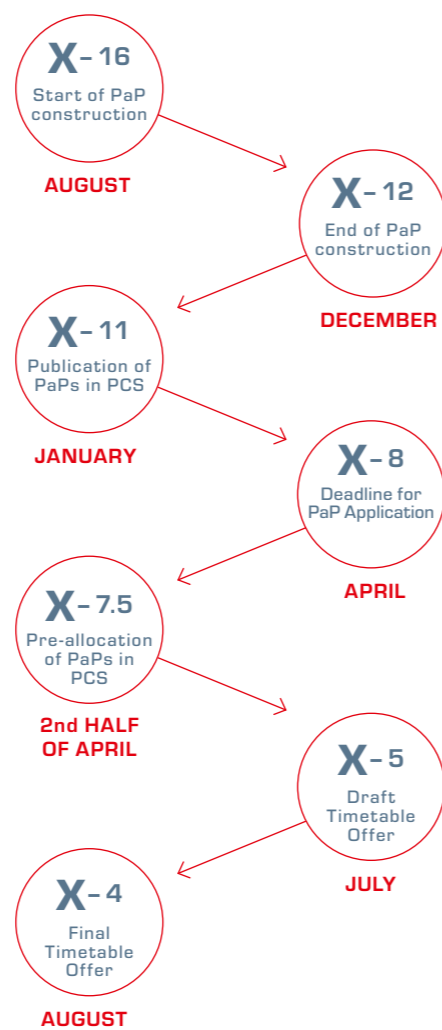 X-16
Start of PaP
construction
AUGUST
X-12
End of PaP
construction
DECEMBER
X-11
Publication of
PaPs in PCS
JANUARY
X-8
Deadline for
PaP Application
APRIL
X-7.5
Pre-allocation
of PaPs in
PCS
2nd HALF
OF APRIL
X-5
Draft
Timetable
Offer
JULY
X-4
Final
Timetable
Offer
AUGUST